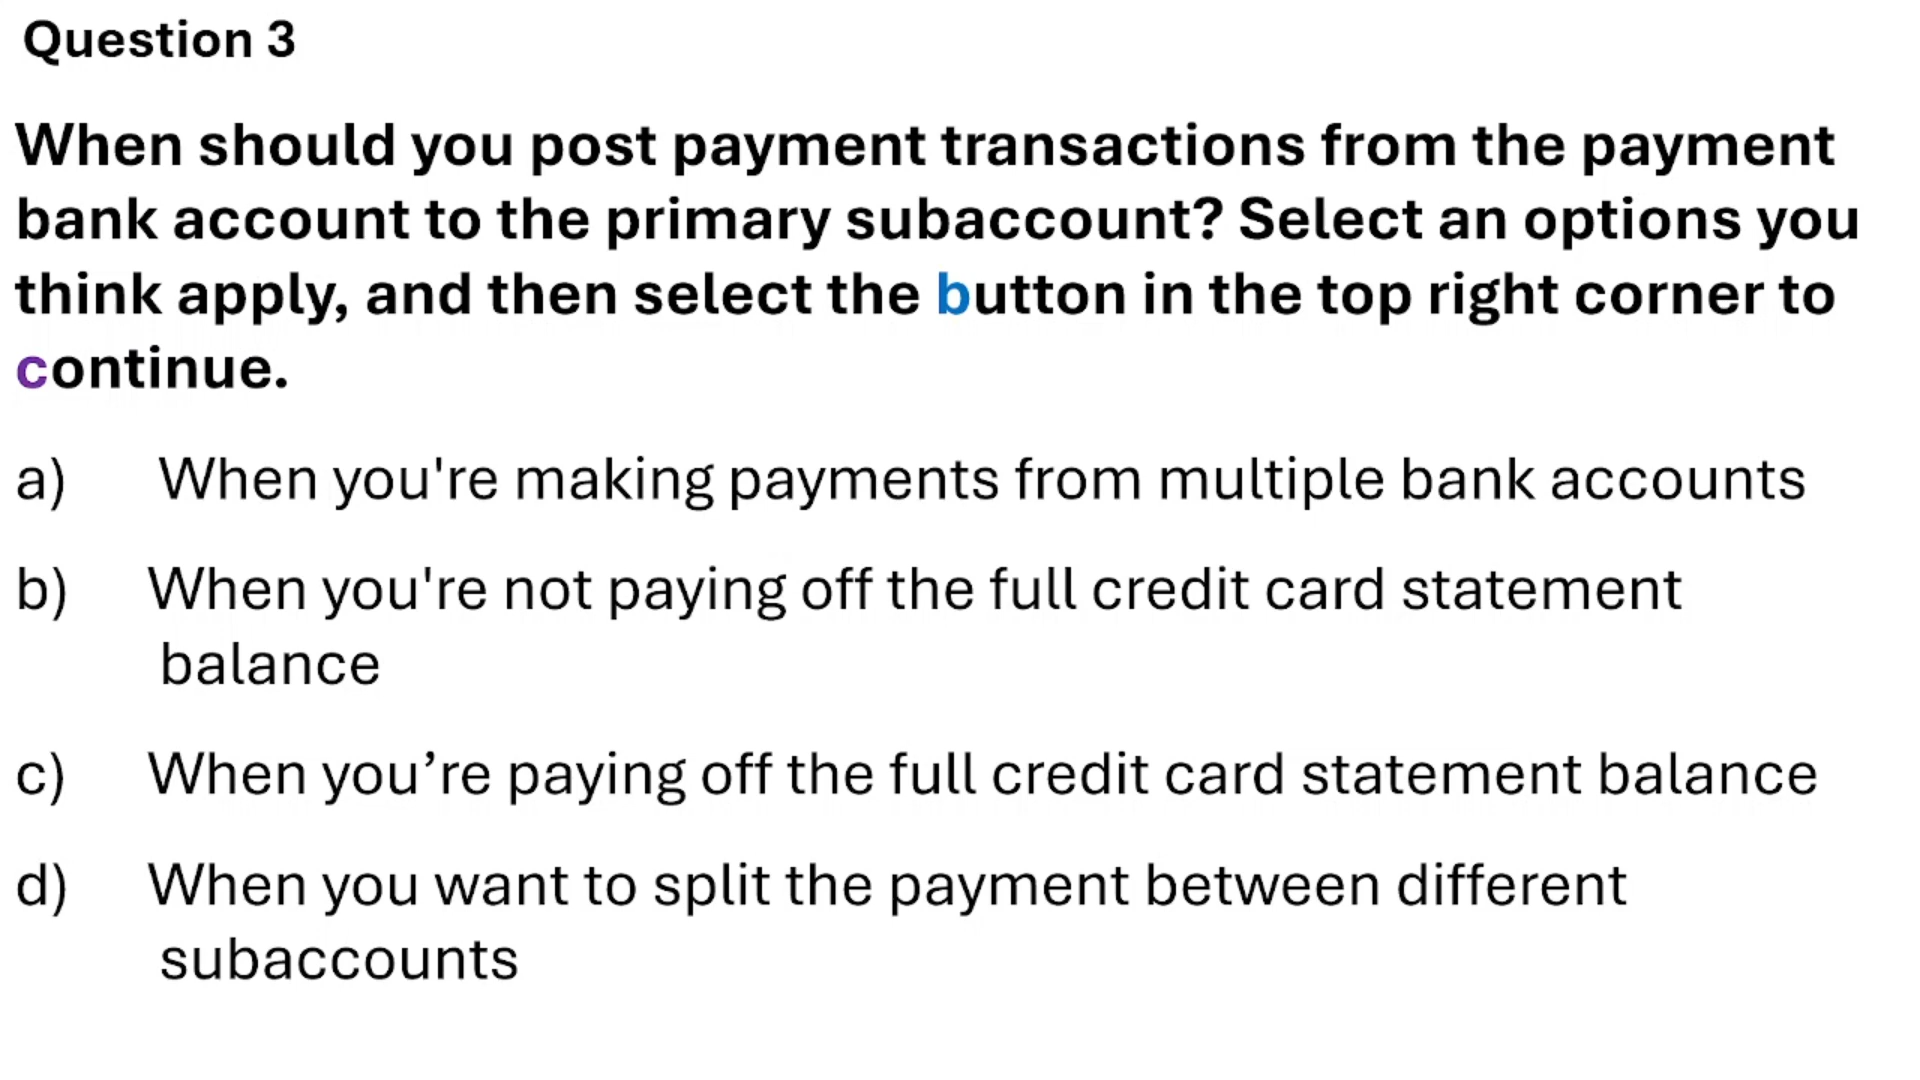 Question 3
When should you post payment transactions from the payment
bank account to the primary subaccount? Select an options you
think apply, and then select the button in the top right corner to
continue.
a) When you're making payments from multiple bank accounts
b) When you're not paying off the full credit card statement
balance
c) When you’re paying off the full credit card statement balance
d) When you want to split the payment between different
subaccounts